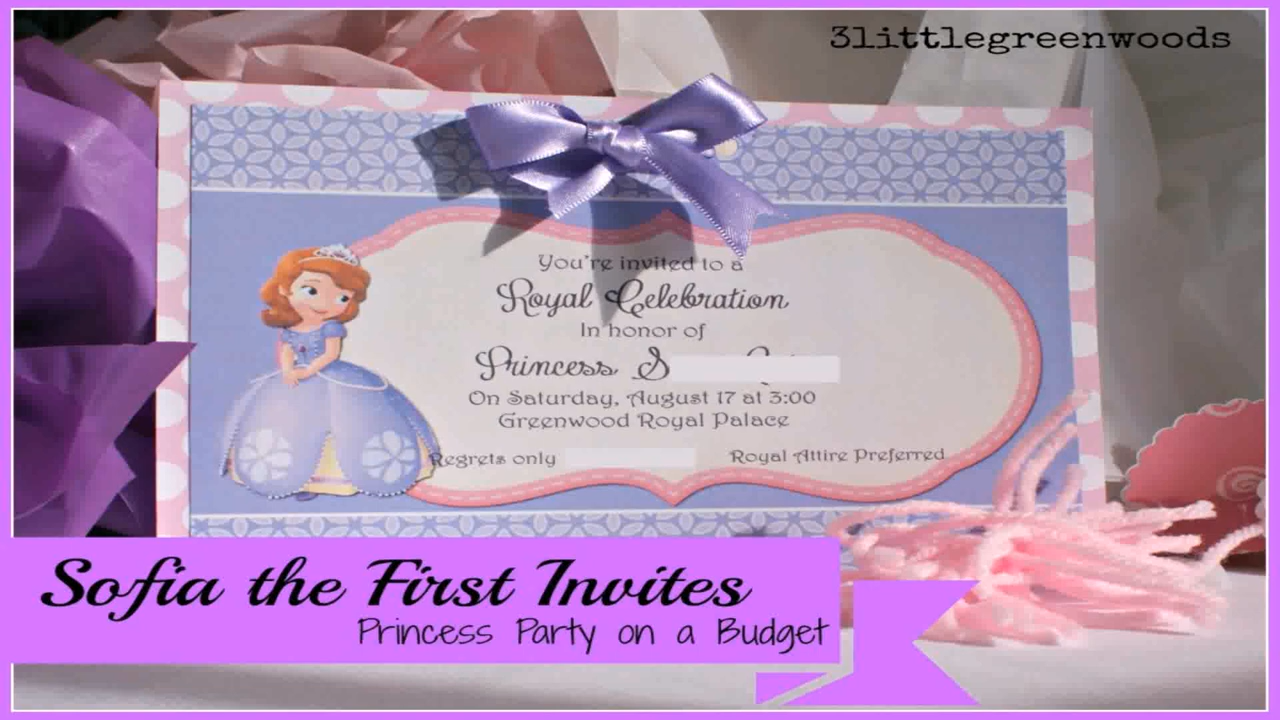 3littlegreenwoods
You're invited to a
Royal Celebration
In honor of
Princess S
On Saturday, August 17 at 3:00
Greenwood Royal Palace
Regrets only
Royal Attire Preferred
Sofia the First Invites
Princess Party on a Budget